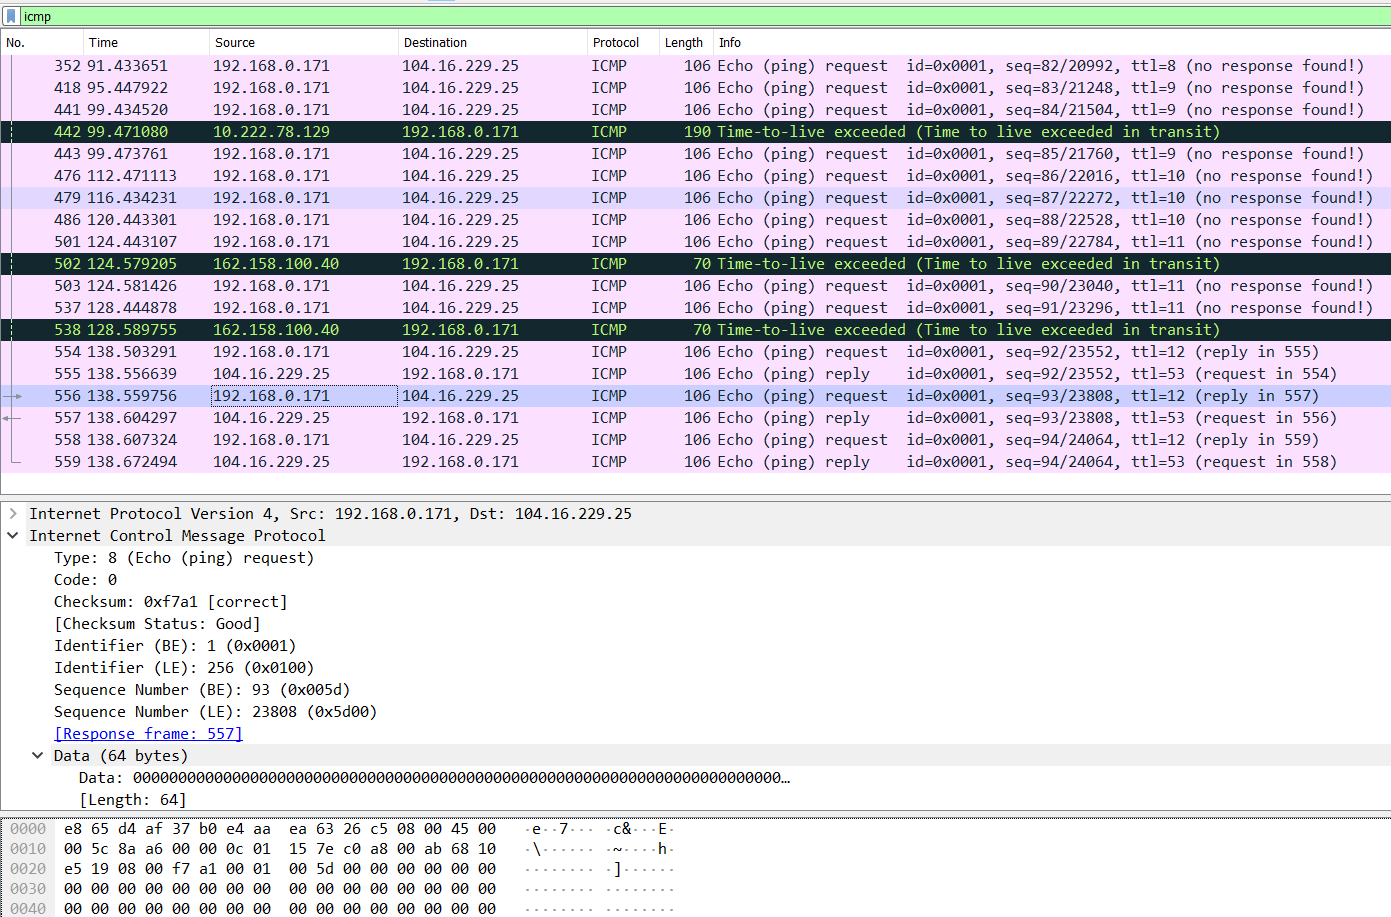 icmp
No. Time Source Destination Protocol Length Info
352 91.433651 192.168.0.171 104.16.229.25 ICMP 106 Echo (ping) request id=0x0001, seq=82/20992, ttl=8 (no response found!)
418 95.447922 192.168.0.171 104.16.229.25 ICMP 106 Echo (ping) request id=0x0001, seq=83/21248, ttl=9 (no response found!)
441 99.434520 192.168.0.171 104.16.229.25 ICMP 106 Echo (ping) request id=0x0001, seq=84/21504, ttl=9 (no response found!)
442 99.471080 10.222.78.129 192.168.0.171 ICMP 190 Time-to-live exceeded (Time to live exceeded in transit)
443 99.473761 192.168.0.171 104.16.229.25 ICMP 106 Echo (ping) request id=0x0001, seq=85/21760, ttl=9 (no response found!)
476 112.471113 192.168.0.171 104.16.229.25 ICMP 106 Echo (ping) request id=0x0001, seq=86/22016, ttl=10 (no response found!)
479 116.434231 192.168.0.171 104.16.229.25 ICMP 106 Echo (ping) request id=0x0001, seq=87/22272, ttl=10 (no response found!)
486 120.443301 192.168.0.171 104.16.229.25 ICMP 106 Echo (ping) request id=0x0001, seq=88/22528, ttl=10 (no response found!)
501 124.443107 192.168.0.171 104.16.229.25 ICMP 106 Echo (ping) request id=0x0001, seq=89/22784, ttl=11 (no response found!)
502 124.579205 162.158.100.40 192.168.0.171 ICMP 70 Time-to-live exceeded (Time to live exceeded in transit)
503 124.581426 192.168.0.171 104.16.229.25 ICMP 106 Echo (ping) request id=0x0001, seq=90/23040, ttl=11 (no response found!)
537 128.444878 192.168.0.171 104.16.229.25 ICMP 106 Echo (ping) request id=0x0001, seq=91/23296, ttl=11 (no response found!)
538 128.589755 162.158.100.40 192.168.0.171 ICMP 70 Time-to-live exceeded (Time to live exceeded in transit)
554 138.503291 192.168.0.171 104.16.229.25 ICMP 106 Echo (ping) request id=0x0001, seq=92/23552, ttl=12 (reply in 555)
555 138.556639 104.16.229.25 192.168.0.171 ICMP 106 Echo (ping) reply id=0x0001, seq=92/23552, ttl=53 (request in 554)
556 138.559756 192.168.0.171 104.16.229.25 ICMP 106 Echo (ping) request id=0x0001, seq=93/23808, ttl=12 (reply in 557)
557 138.604297 104.16.229.25 192.168.0.171 ICMP 106 Echo (ping) reply id=0x0001, seq=93/23808, ttl=53 (request in 556)
558 138.607324 192.168.0.171 104.16.229.25 ICMP 106 Echo (ping) request id=0x0001, seq=94/24064, ttl=12 (reply in 559)
559 138.672494 104.16.229.25 192.168.0.171 ICMP 106 Echo (ping) reply id=0x0001, seq=94/24064, ttl=53 (request in 558)
Internet Protocol Version 4, Src: 192.168.0.171, Dst: 104.16.229.25
Internet Control Message Protocol
Type: 8 (Echo (ping) request)
Code: 0
Checksum: 0xf7a1 [correct]
[Checksum Status: Good]
Identifier (BE): 1 (0x0001)
Identifier (LE): 256 (0x0100)
Sequence Number (BE): 93 (0x005d)
Sequence Number (LE): 23808 (0x5d00)
[Response frame: 557]
Data (64 bytes)
Data: 000000000000000000000000000000000000000000000000000000000000000000000000…
[Length: 64]
0000 e8 65 d4 af 37 b0 e4 aa ea 63 26 c5 08 00 45 00 ·e··7··· ·c&···E·
0010 00 5c 8a a6 00 00 0c 01 15 7e c0 a8 00 ab 68 10 ·\······ ·~····h·
0020 e5 19 08 00 f7 a1 00 01 00 5d 00 00 00 00 00 00 ········ ·]······
0030 00 00 00 00 00 00 00 00 00 00 00 00 00 00 00 00 ········ ········
0040 00 00 00 00 00 00 00 00 00 00 00 00 00 00 00 00 ········ ········